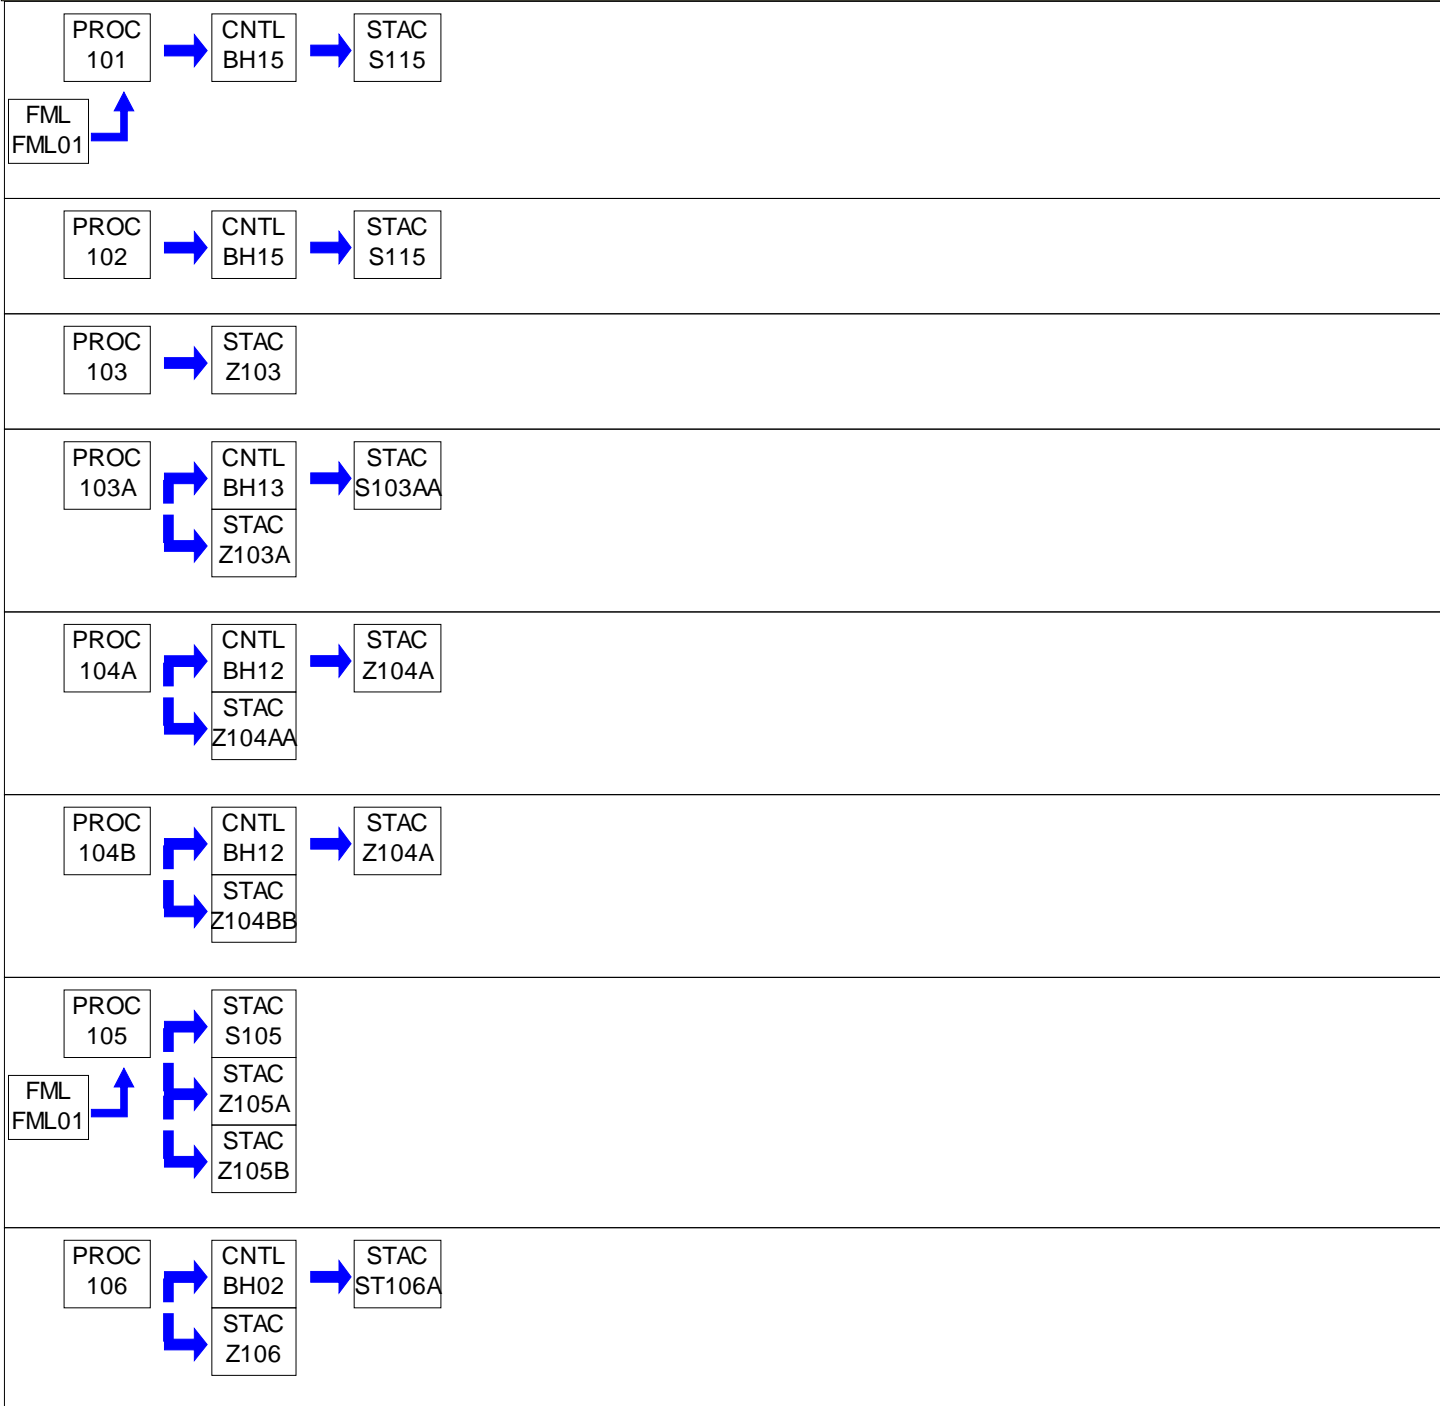 PROC
101
CNTL
BH15
STAC
S115
FML
FML01
PROC
102
CNTL
BH15
STAC
S115
PROC
103
STAC
Z103
PROC
103A
CNTL
BH13
STAC
S103AA
STAC
Z103A
PROC
104A
CNTL
BH12
STAC
Z104A
STAC
Z104AA
PROC
104B
CNTL
BH12
STAC
Z104A
STAC
Z104BB
PROC
105
STAC
S105
FML
FML01
STAC
Z105A
STAC
Z105B
PROC
106
CNTL
BH02
STAC
ST106A
STAC
Z106